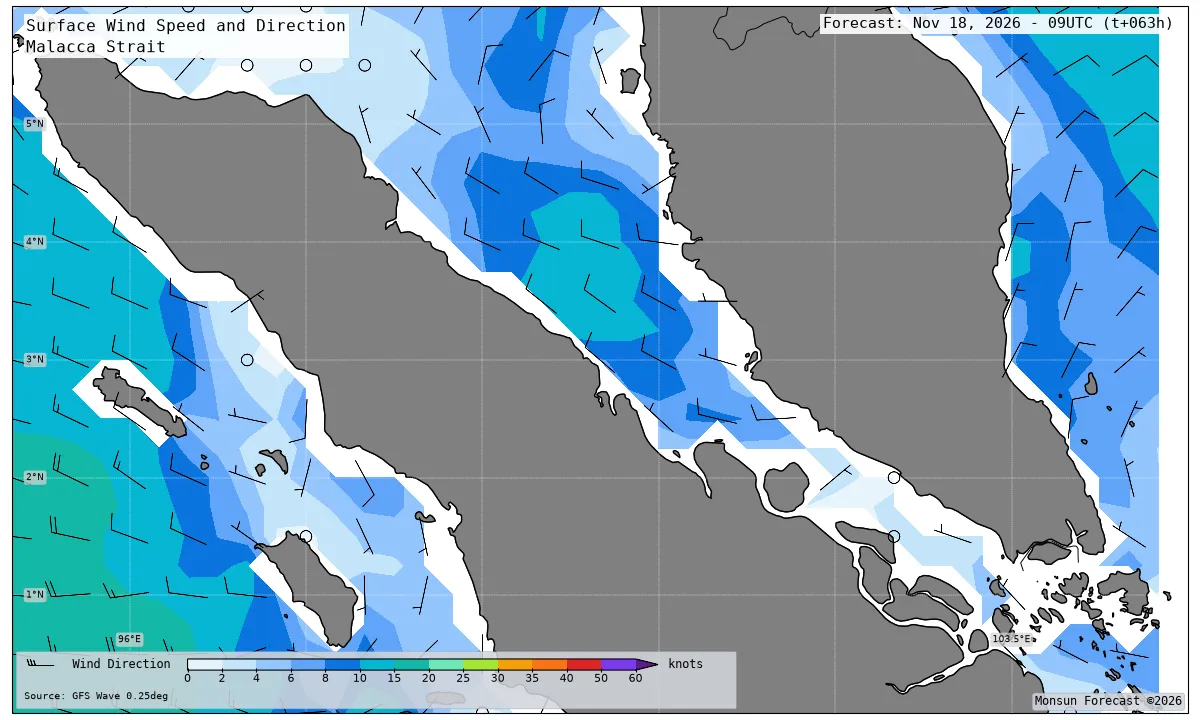 Surface Wind Speed and Direction
Malacca Strait
Forecast: Nov 18, 2026 - 09UTC (t+063h)
5°N
4°N
3°N
2°N
1°N
96°E
103.5°E
Wind Direction
0 2 4 6 8 10 15 20 25 30 35 40 50 60
knots
Source: GFS Wave 0.25deg
Monsun Forecast ©2026